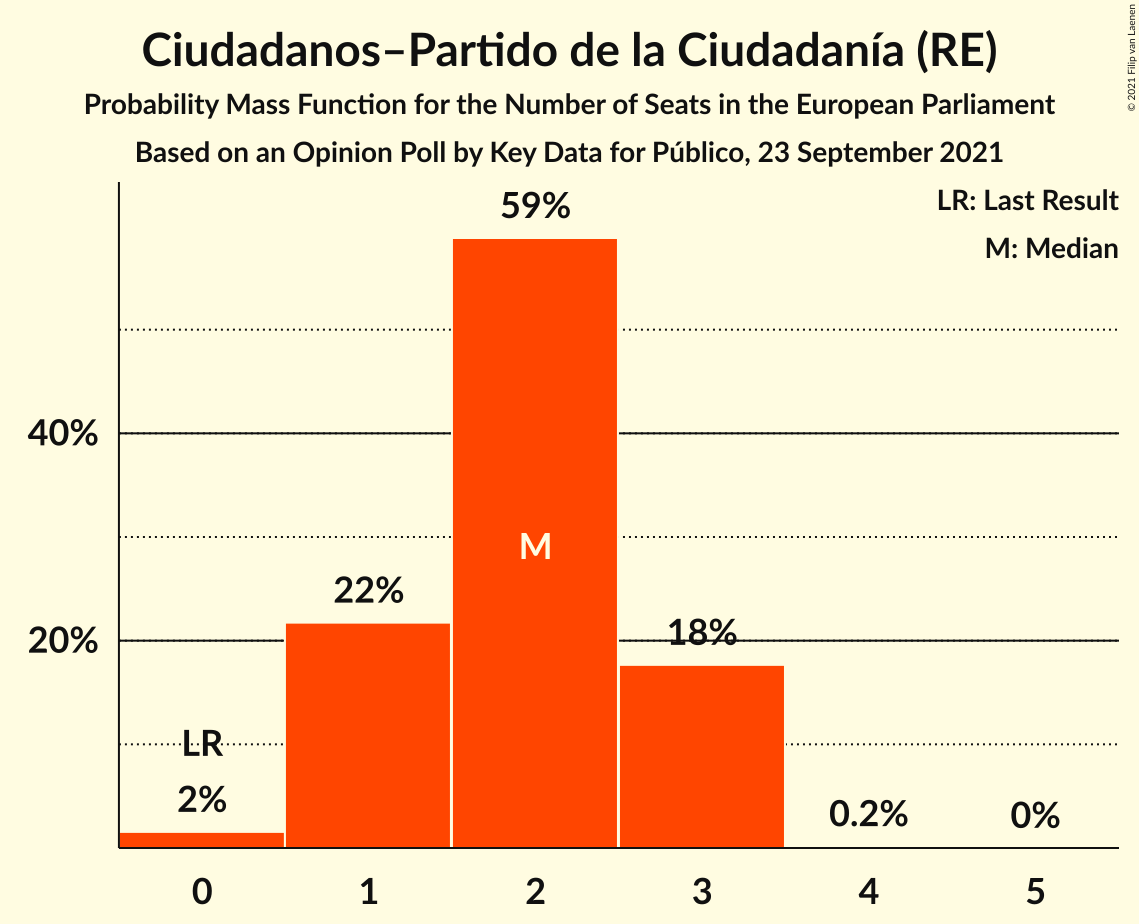 Ciudadanos–Partido de la Ciudadanía (RE)
Probability Mass Function for the Number of Seats in the European Parliament
Based on an Opinion Poll by Key Data for Público, 23 September 2021
© 2021 Filip van Laenen
LR: Last Result
M: Median
59%
40%
M
22%
20%
18%
LR
2%
0.2%
0%
0
1
2
3
4
5